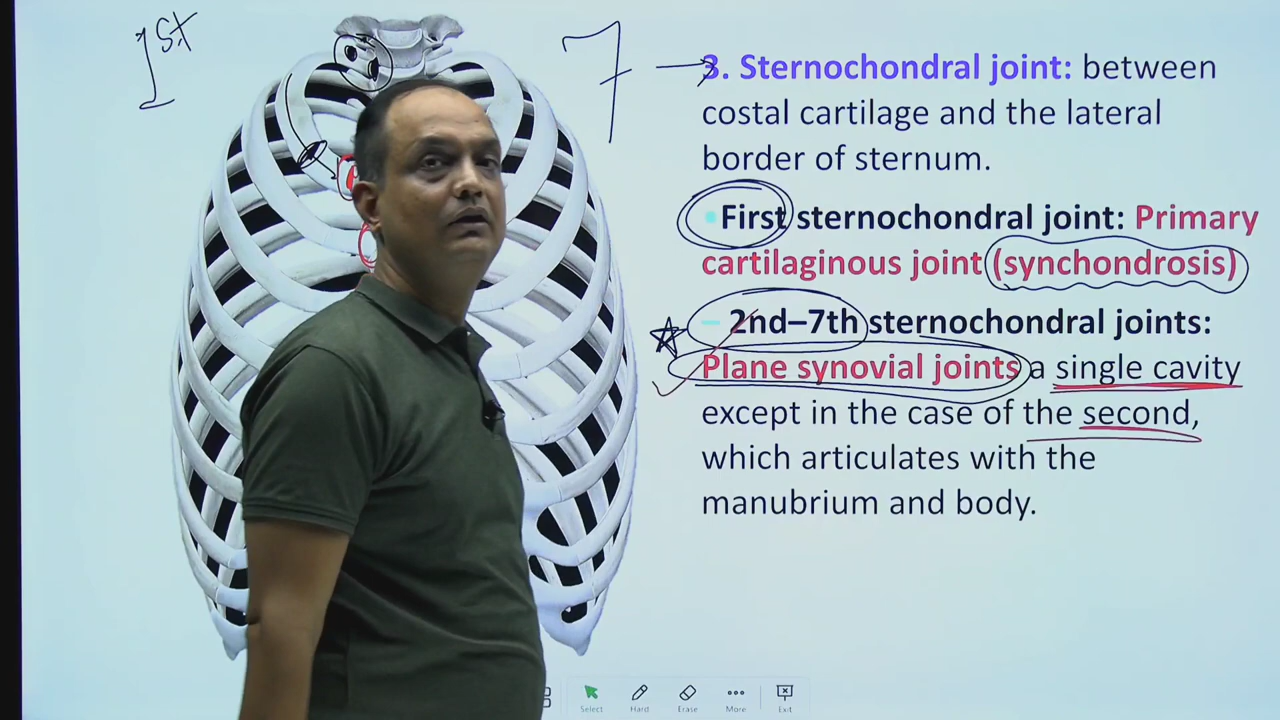 1st
7
3. Sternochondral joint: between
costal cartilage and the lateral
border of sternum.
•First sternochondral joint: Primary
cartilaginous joint (synchondrosis)
– 2nd–7th sternochondral joints:
Plane synovial joints a single cavity
except in the case of the second,
which articulates with the
manubrium and body.
Select Hard Erase More Exit